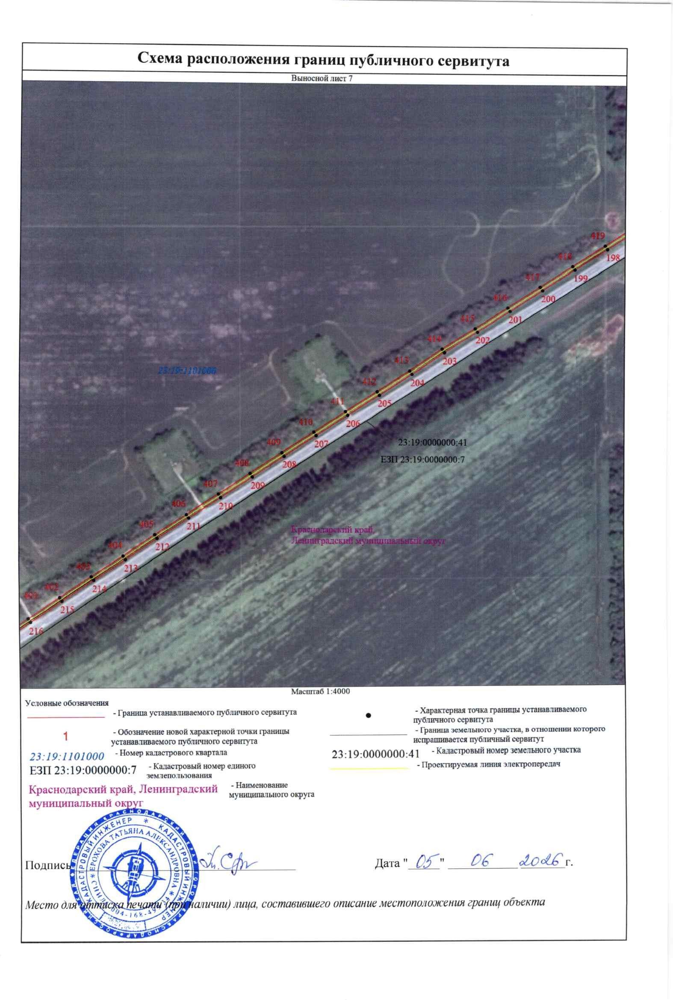 Схема расположения границ публичного сервитута
Выносной лист 7
419
198
418
199
417
200
416
201
415
202
414
203
413
204
412
205
411
206
410
207
409
208
408
209
407
210
406
211
405
212
404
213
403
214
402
215
401
216
23:19:1101000
23:19:0000000:41
ЕЗП 23:19:0000000:7
Краснодарский край,
Ленинградский муниципальный округ
Масштаб 1:4000
Условные обозначения
- Граница устанавливаемого публичного сервитута
- Характерная точка границы устанавливаемого
публичного сервитута
1
- Обозначение новой характерной точки границы
устанавливаемого публичного сервитута
- Граница земельного участка, в отношении которого
испрашивается публичный сервитут
23:19:1101000 - Номер кадастрового квартала
23:19:0000000:41 - Кадастровый номер земельного участка
ЕЗП 23:19:0000000:7 - Кадастровый номер единого
землепользования
- Проектируемая линия электропередач
Краснодарский край, Ленинградский
муниципальный округ
- Наименование
муниципального округа
Подпись
Дата " 05 " 06 2026 г.
КАДАСТРОВЫЙ ИНЖЕНЕР * КАДАСТРОВЫЙ ИНЖЕНЕР
ЕРОХОВА ТАТЬЯНА АЛЕКСАНДРОВНА *
Место для оттиска печати (при наличии) лица, составившего описание местоположения границ объекта